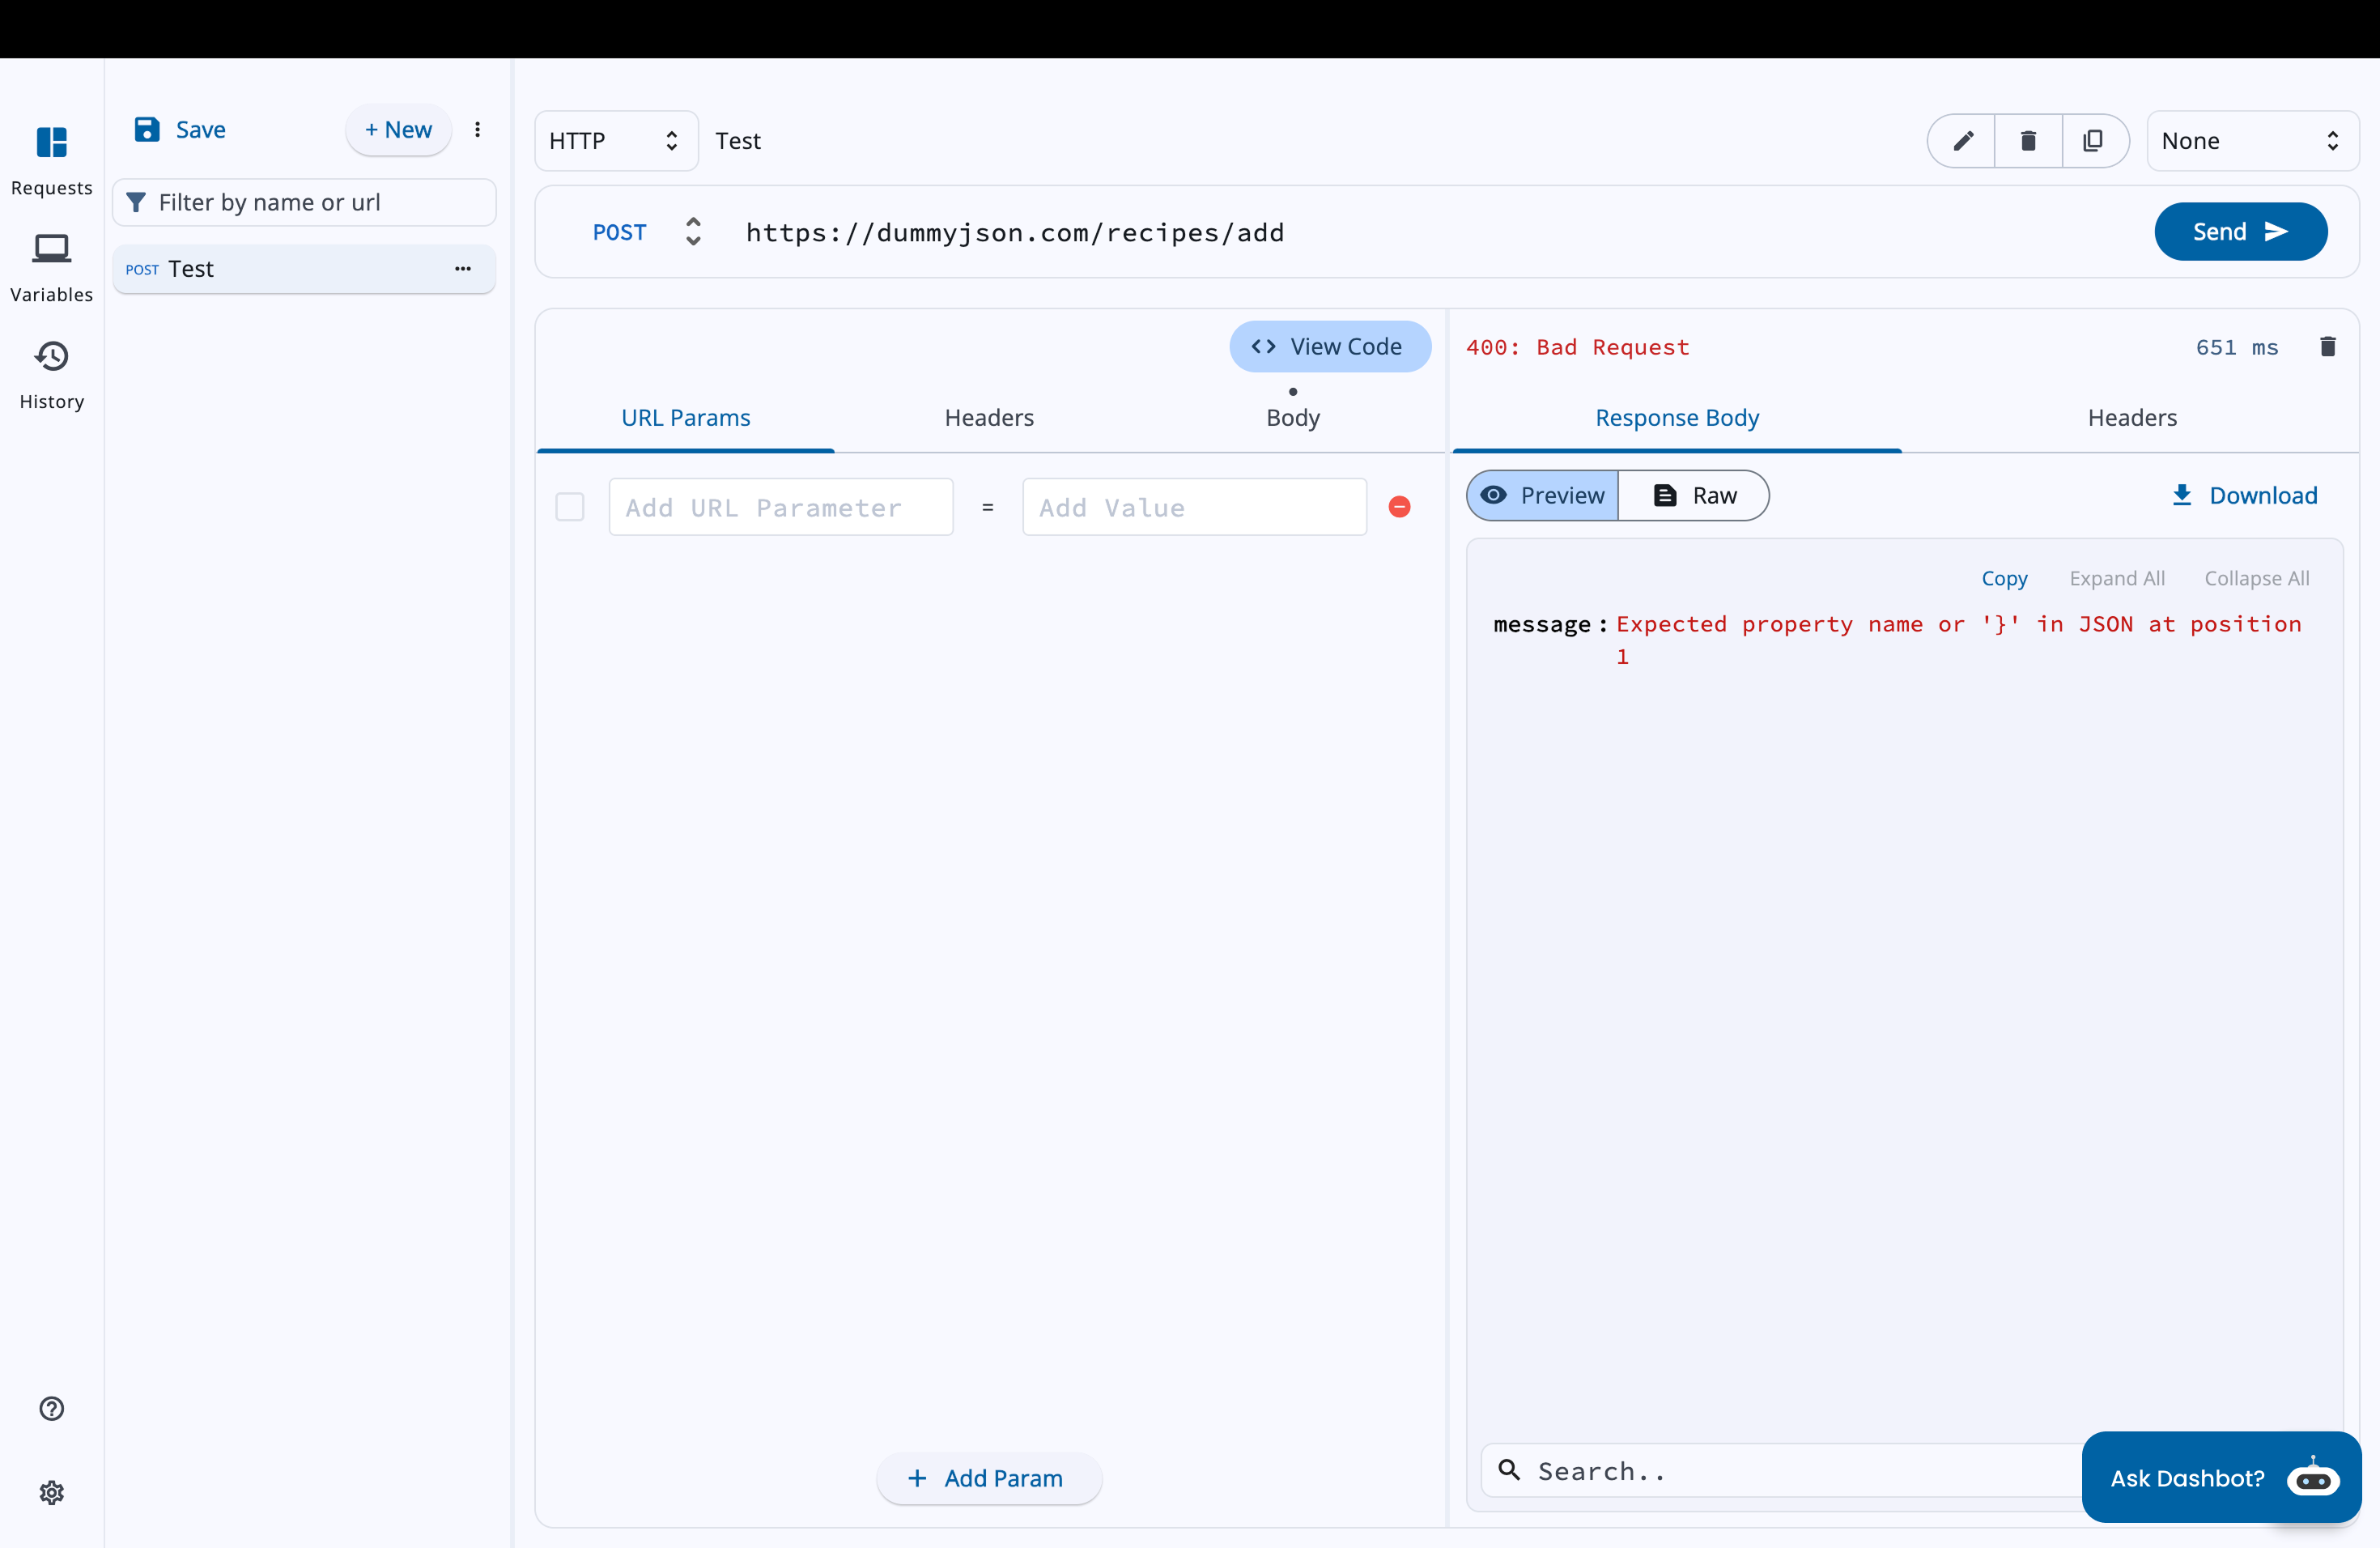 Requests
Variables
History
Save
+ New
Filter by name or url
POST Test
HTTP
Test
None
POST
https://dummyjson.com/recipes/add
Send
View Code
URL Params
Headers
Body
Add URL Parameter
=
Add Value
Add Param
400: Bad Request
651 ms
Response Body
Headers
Preview
Raw
Download
Copy
Expand All
Collapse All
message : Expected property name or '}' in JSON at position
1
Search..
Ask Dashbot?